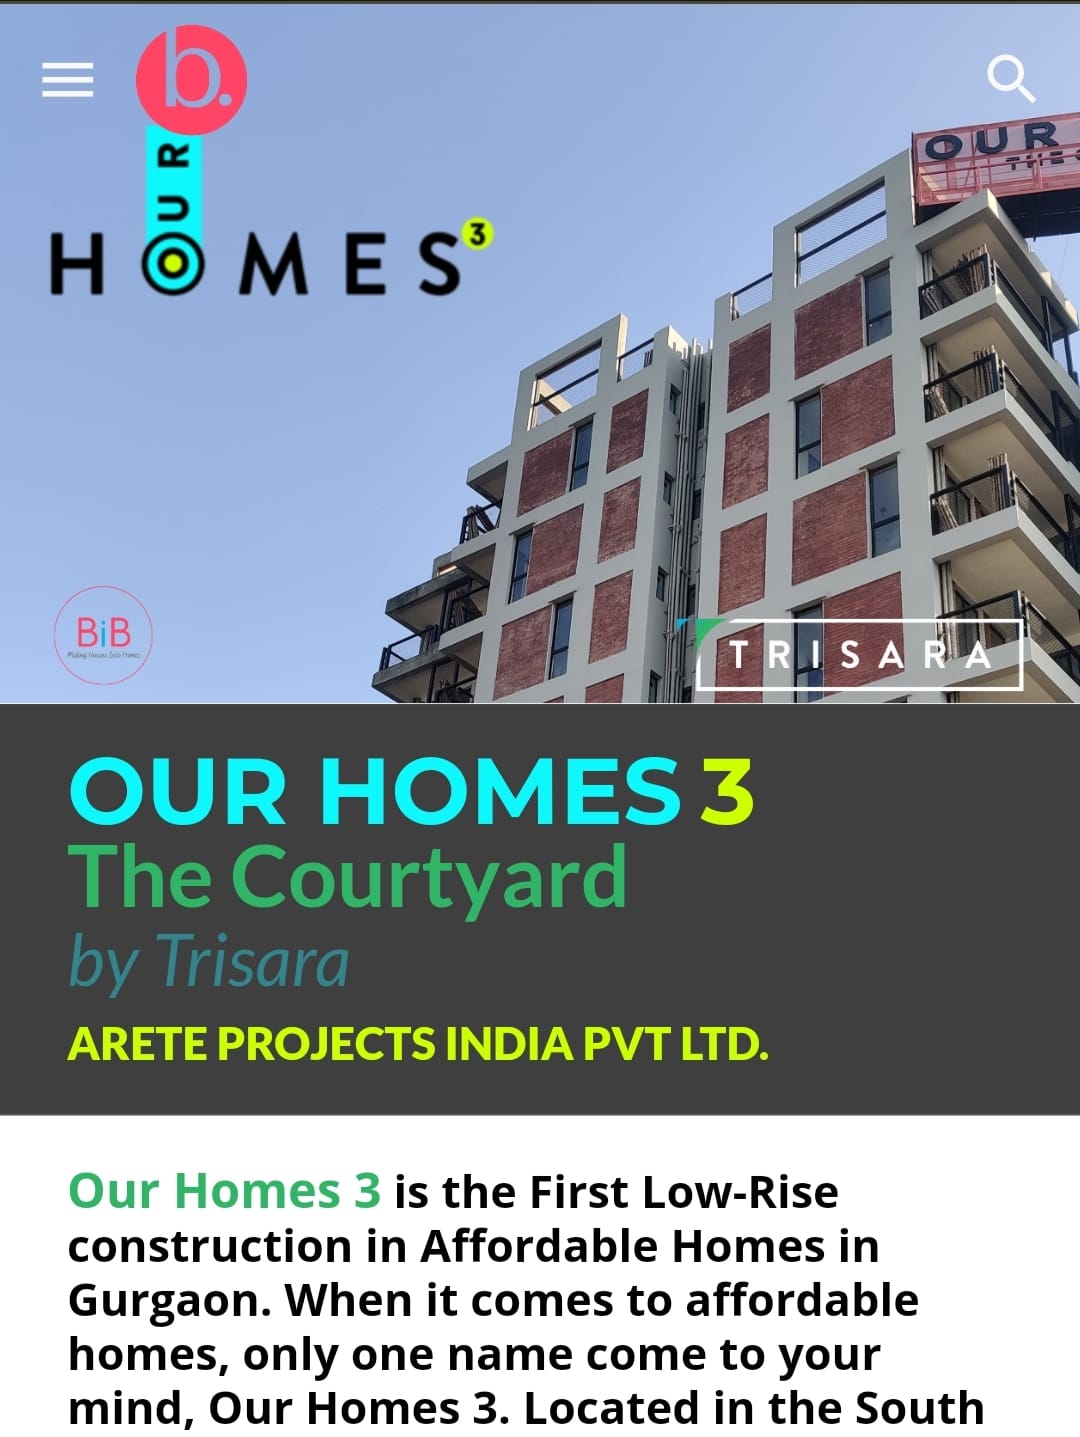 b.
OUR
HOMES3
OUR
THE
BiB
Making Houses Into Homes
TRISARA
OUR HOMES 3
The Courtyard
by Trisara
ARETE PROJECTS INDIA PVT LTD.
Our Homes 3 is the First Low-Rise
construction in Affordable Homes in
Gurgaon. When it comes to affordable
homes, only one name come to your
mind, Our Homes 3. Located in the South